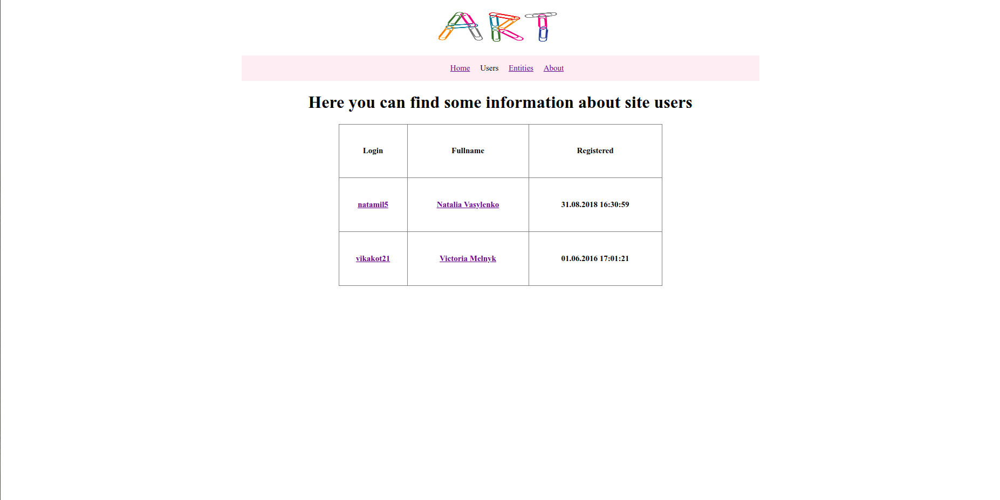 ART
Home Users Entities About
Here you can find some information about site users
Login Fullname Registered
natamil5 Natalia Vasylenko 31.08.2018 16:30:59
vikakot21 Victoria Melnyk 01.06.2016 17:01:21